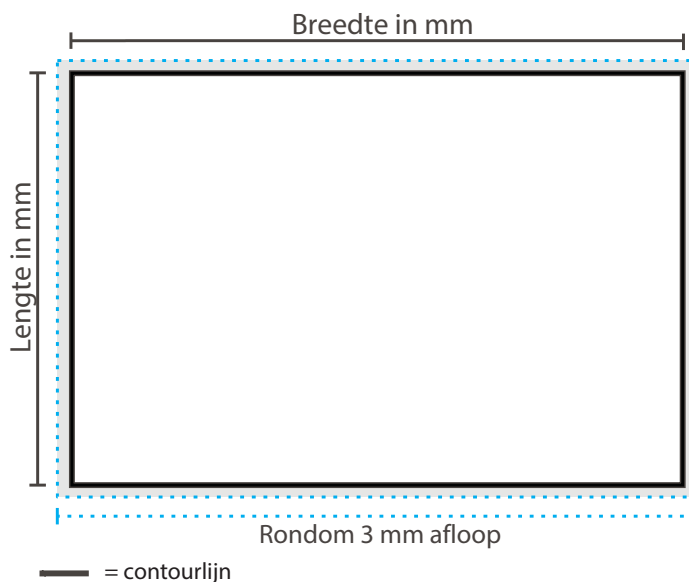 Breedte in mm
Lengte in mm
Rondom 3 mm afloop
= contourlijn